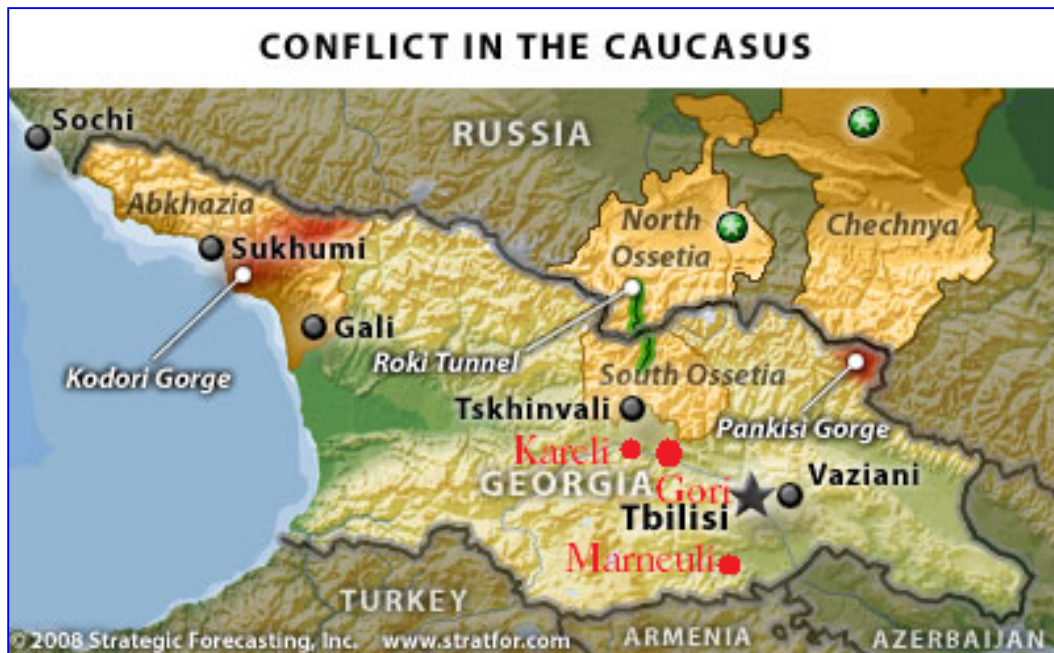 CONFLICT IN THE CAUCASUS
Sochi
RUSSIA
Abkhazia
North
Ossetia
Chechnya
Sukhumi
Gali
Roki Tunnel
Kodori Gorge
South Ossetia
Tskhinvali
Pankisi Gorge
Kareli
Vaziani
GEORGIA
Gori
Tbilisi
Marneuli
TURKEY
© 2008 Strategic Forecasting, Inc. www.stratfor.com
ARMENIA
AZERBAIJAN